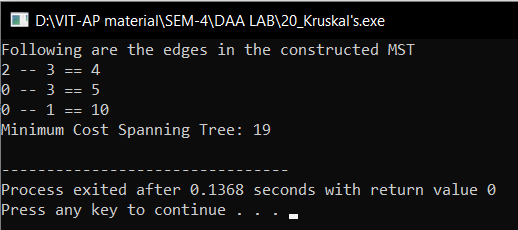 D:\VIT-AP material\SEM-4\DAA LAB\20_Kruskal's.exe
Following are the edges in the constructed MST
2 -- 3 == 4
0 -- 3 == 5
0 -- 1 == 10
Minimum Cost Spanning Tree: 19
--------------------------------
Process exited after 0.1368 seconds with return value 0
Press any key to continue . . .